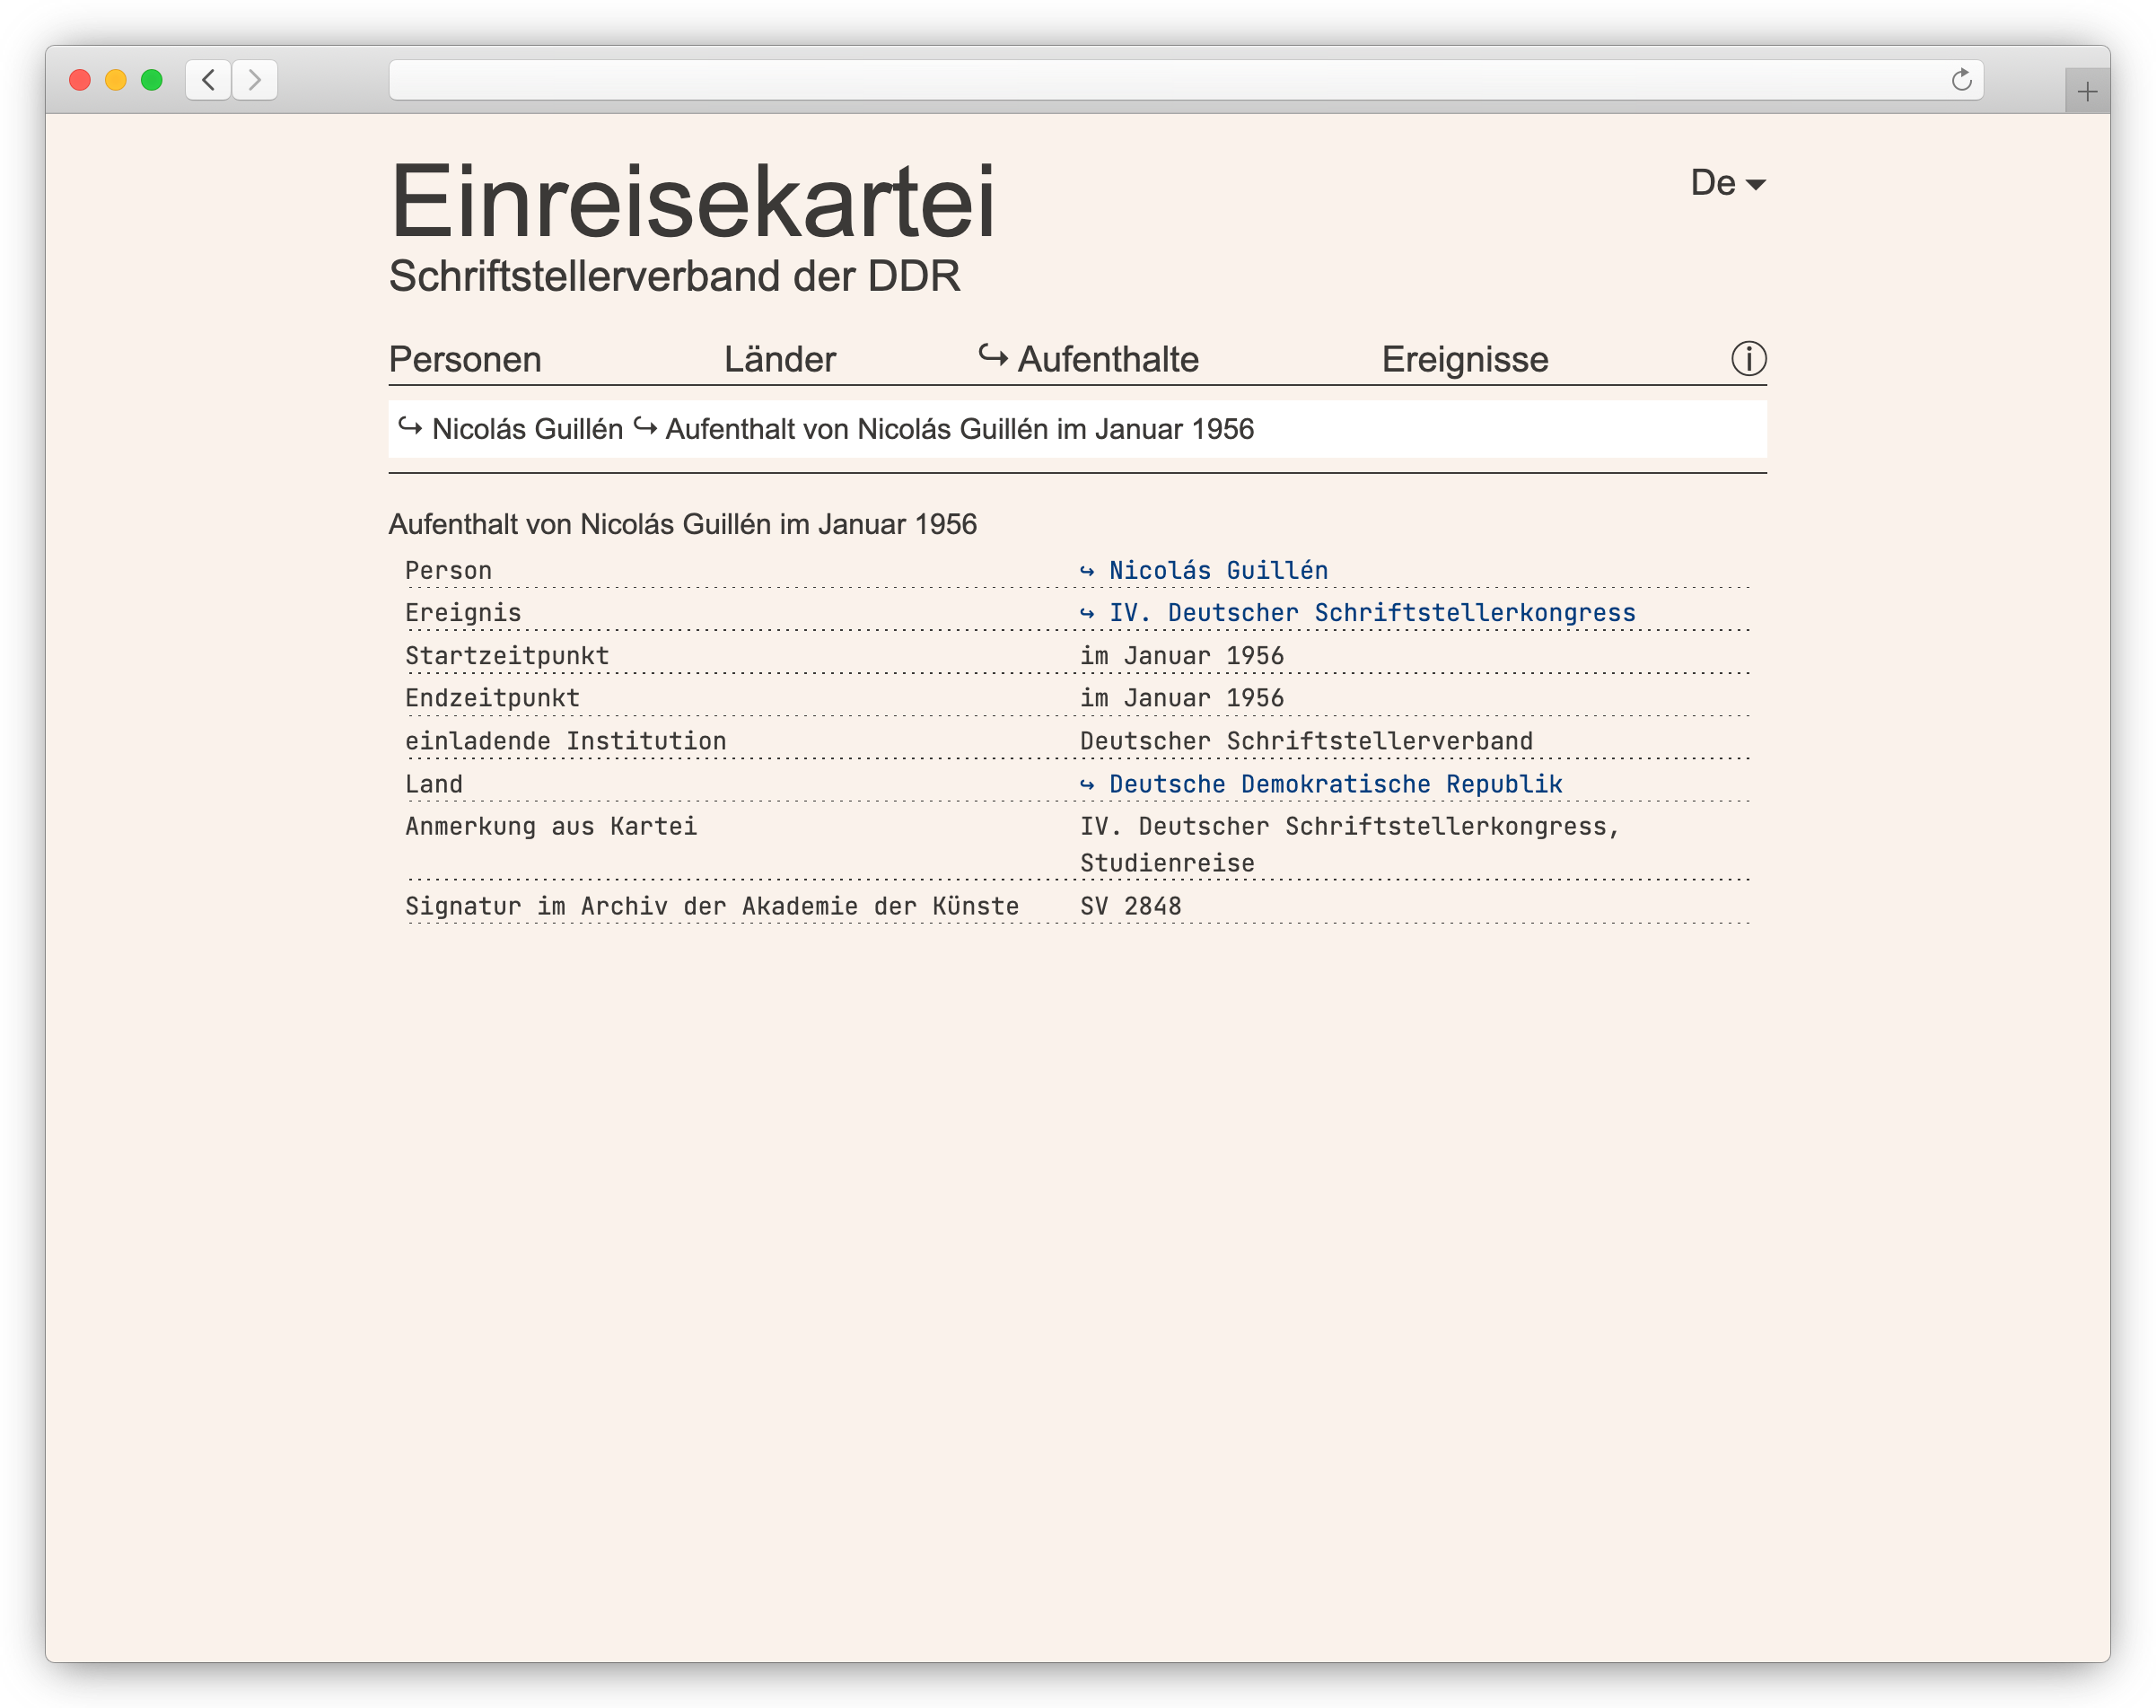 Einreisekartei
De
Schriftstellerverband der DDR
Personen Länder ↪ Aufenthalte Ereignisse ⓘ
↪ Nicolás Guillén ↪ Aufenthalt von Nicolás Guillén im Januar 1956
Aufenthalt von Nicolás Guillén im Januar 1956
Person ↪ Nicolás Guillén
Ereignis ↪ IV. Deutscher Schriftstellerkongress
Startzeitpunkt im Januar 1956
Endzeitpunkt im Januar 1956
einladende Institution Deutscher Schriftstellerverband
Land ↪ Deutsche Demokratische Republik
Anmerkung aus Kartei IV. Deutscher Schriftstellerkongress,
Studienreise
Signatur im Archiv der Akademie der Künste SV 2848